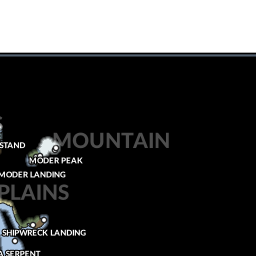 MOUNTAIN
STAND
MODER PEAK
MODER LANDING
PLAINS
SHIPWRECK LANDING
A SERPENT